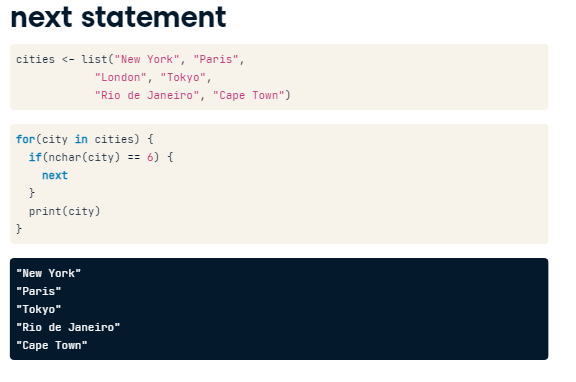 next statement
cities <- list("New York", "Paris",
            "London", "Tokyo",
            "Rio de Janeiro", "Cape Town")
for(city in cities) {
  if(nchar(city) == 6) {
    next
  }
  print(city)
}
"New York"
"Paris"
"Tokyo"
"Rio de Janeiro"
"Cape Town"